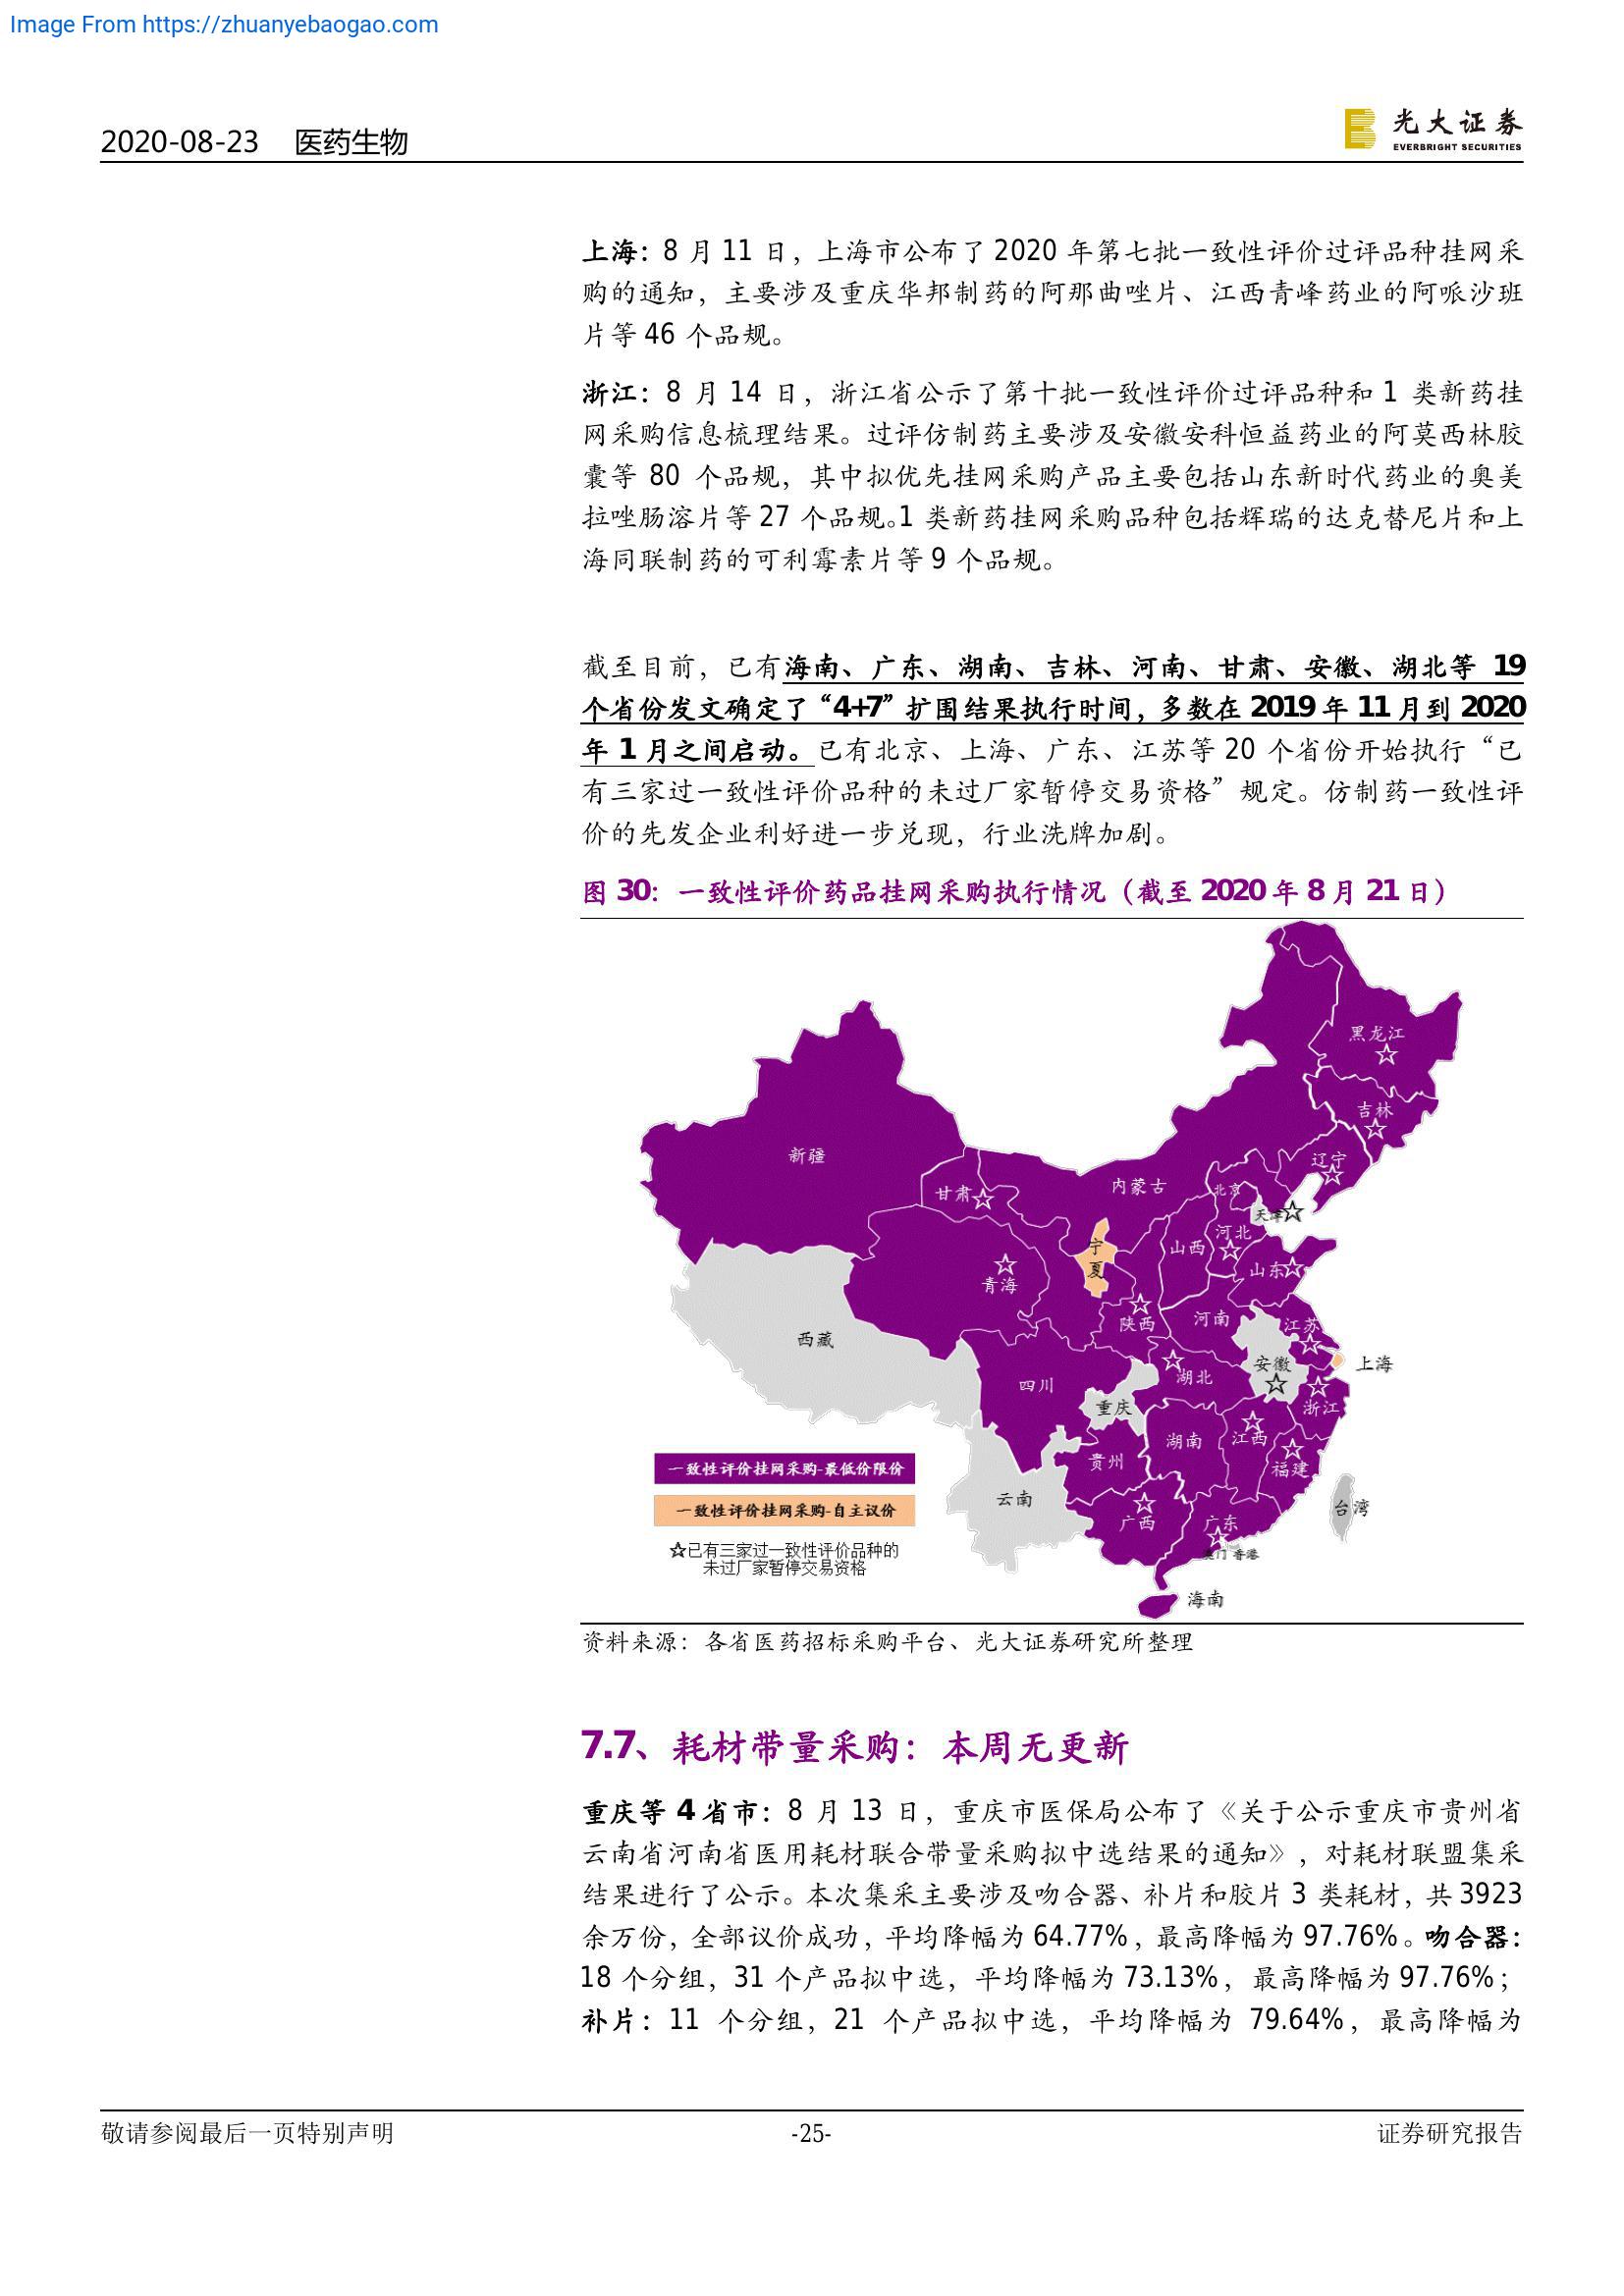 Image From https://zhuanyebaogao.com
2020-08-23 医药生物
光大证券
EVERBRIGHT SECURITIES
上海：8 月 11 日，上海市公布了 2020 年第七批一致性评价过评品种挂网采
购的通知，主要涉及重庆华邦制药的阿那曲唑片、江西青峰药业的阿哌沙班
片等 46 个品规。
浙江：8 月 14 日，浙江省公示了第十批一致性评价过评品种和 1 类新药挂
网采购信息梳理结果。过评仿制药主要涉及安徽安科恒益药业的阿莫西林胶
囊等 80 个品规，其中拟优先挂网采购产品主要包括山东新时代药业的奥美
拉唑肠溶片等 27 个品规。1 类新药挂网采购品种包括辉瑞的达克替尼片和上
海同联制药的可利霉素片等 9 个品规。
截至目前，已有海南、广东、湖南、吉林、河南、甘肃、安徽、湖北等 19
个省份发文确定了“4+7”扩围结果执行时间，多数在 2019 年 11 月到 2020
年 1 月之间启动。已有北京、上海、广东、江苏等 20 个省份开始执行“已
有三家过一致性评价品种的未过厂家暂停交易资格”规定。仿制药一致性评
价的先发企业利好进一步兑现，行业洗牌加剧。
图 30：一致性评价药品挂网采购执行情况（截至 2020 年 8 月 21 日）
黑龙江
吉林
辽宁
新疆
内蒙古
甘肃
北京
天津
河北
宁夏
山西
山东
青海
陕西
河南
江苏
西藏
安徽
上海
四川
湖北
重庆
浙江
湖南
江西
贵州
福建
云南
台湾
广西
广东
澳门 香港
海南
一致性评价挂网采购-最低价限价
一致性评价挂网采购-自主议价
☆已有三家过一致性评价品种的
未过厂家暂停交易资格
资料来源：各省医药招标采购平台、光大证券研究所整理
7.7、耗材带量采购：本周无更新
重庆等 4 省市：8 月 13 日，重庆市医保局公布了《关于公示重庆市贵州省
云南省河南省医用耗材联合带量采购拟中选结果的通知》，对耗材联盟集采
结果进行了公示。本次集采主要涉及吻合器、补片和胶片 3 类耗材，共 3923
余万份，全部议价成功，平均降幅为 64.77%，最高降幅为 97.76%。吻合器：
18 个分组，31 个产品拟中选，平均降幅为 73.13%，最高降幅为 97.76%；
补片：11 个分组，21 个产品拟中选，平均降幅为 79.64%，最高降幅为
敬请参阅最后一页特别声明
-25-
证券研究报告